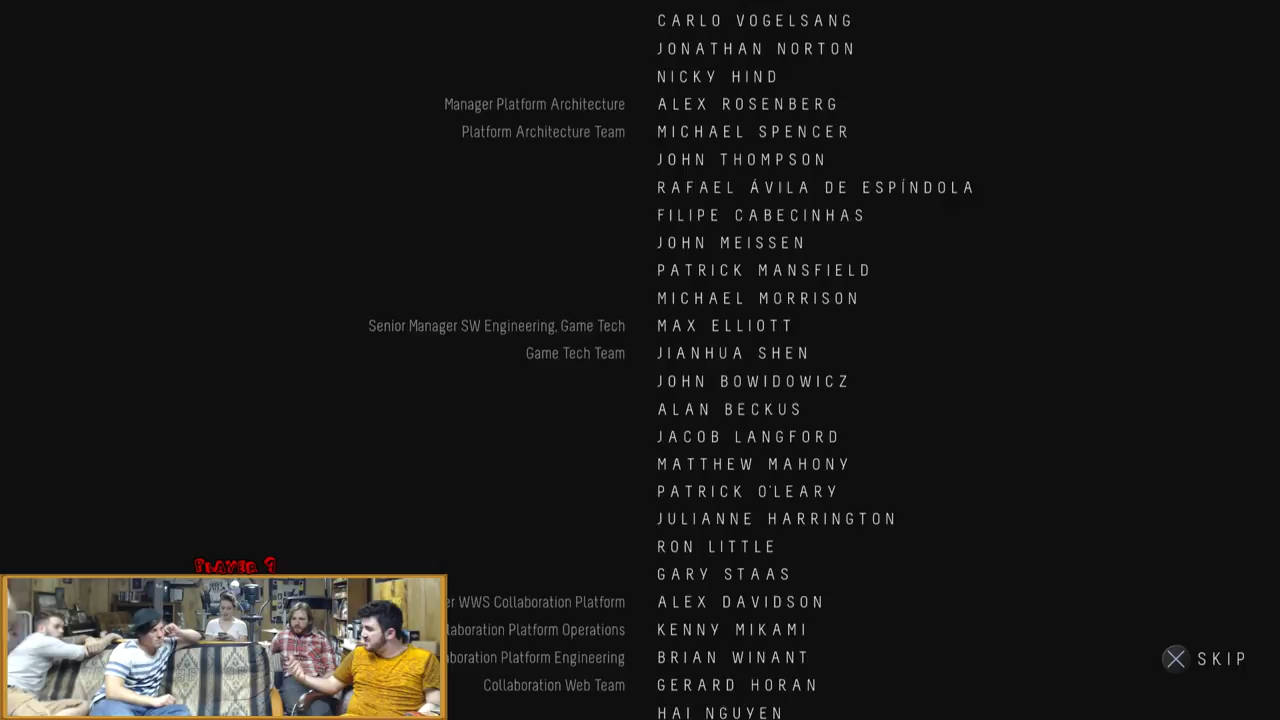 CARLO VOGELSANG
JONATHAN NORTON
NICKY HIND
Manager Platform Architecture ALEX ROSENBERG
Platform Architecture Team MICHAEL SPENCER
JOHN THOMPSON
RAFAEL ÁVILA DE ESPÍNDOLA
FILIPE CABECINHAS
JOHN MEISSEN
PATRICK MANSFIELD
MICHAEL MORRISON
Senior Manager SW Engineering, Game Tech MAX ELLIOTT
Game Tech Team JIANHUA SHEN
JOHN BOWIDOWICZ
ALAN BECKUS
JACOB LANGFORD
MATTHEW MAHONY
PATRICK O'LEARY
JULIANNE HARRINGTON
RON LITTLE
GARY STAAS
WWS Collaboration Platform ALEX DAVIDSON
Platform Operations KENNY MIKAMI
Platform Engineering BRIAN WINANT
Collaboration Web Team GERARD HORAN
HAI NGUYEN
SKIP
PLAYER